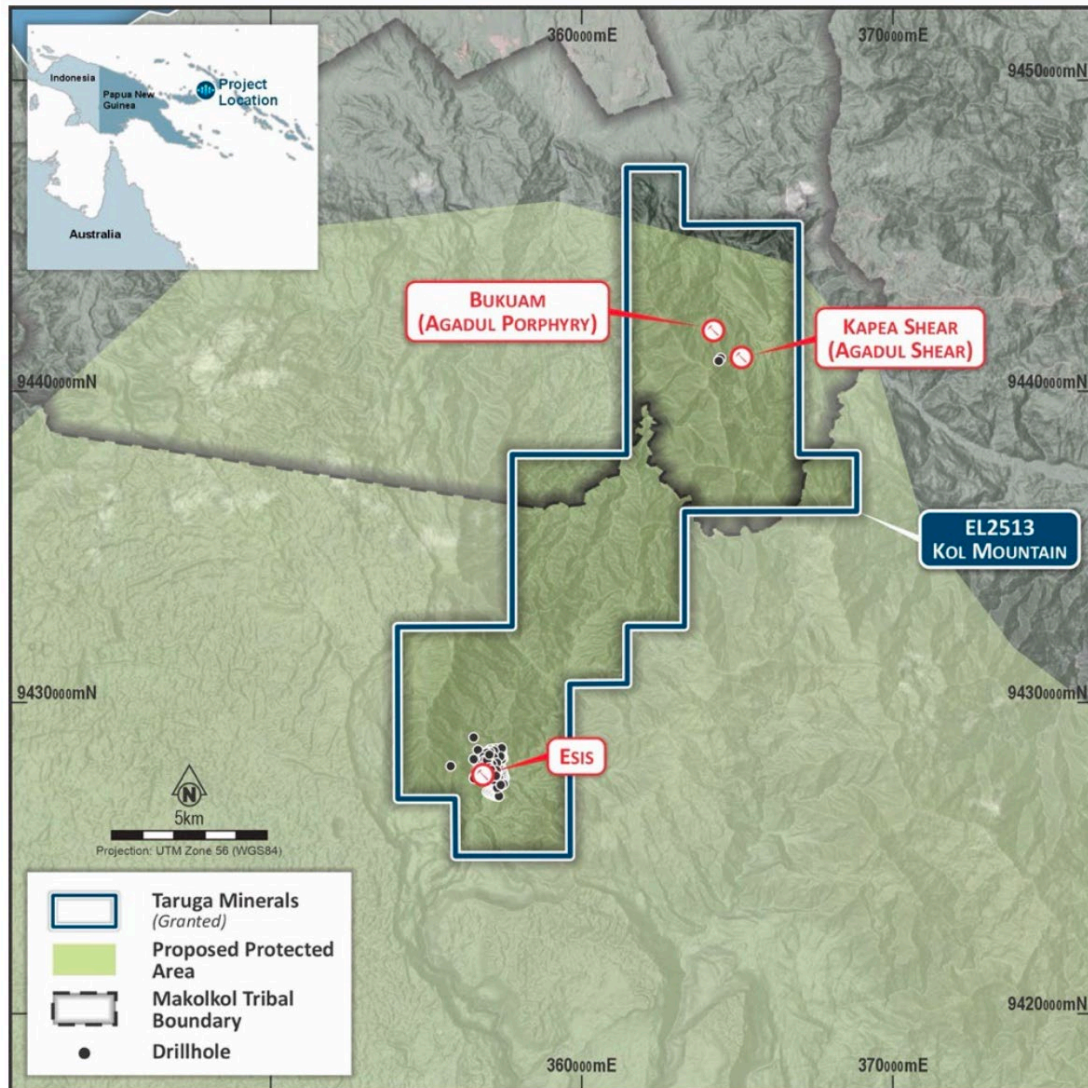 360000mE
370000mE
9450000mN
Indonesia
Papua New
Guinea
Project
Location
Australia
BUKUAM
(AGADUL PORPHYRY)
KAPEA SHEAR
(AGADUL SHEAR)
9440000mN
9440000mN
EL2513
KOL MOUNTAIN
9430000mN
9430000mN
ESIS
N
5km
Projection: UTM Zone 56 (WGS84)
Taruga Minerals
(Granted)
Proposed Protected
Area
Makolkol Tribal
Boundary
Drillhole
9420000mN
360000mE
370000mE